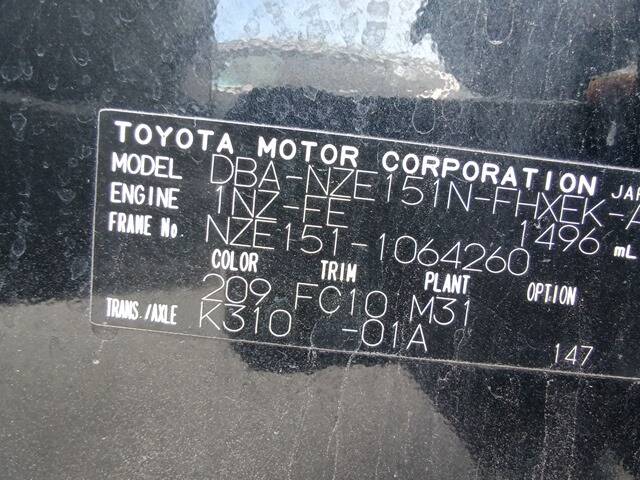 TOYOTA MOTOR CORPORATION JAP
MODEL DBA-NZE151N-FHXEK-A
ENGINE 1NZ-FE 1496 mL
FRAME No. NZE151-1064260
COLOR TRIM PLANT OPTION
209 FC10 M31
TRANS./AXLE K310 -01A
147